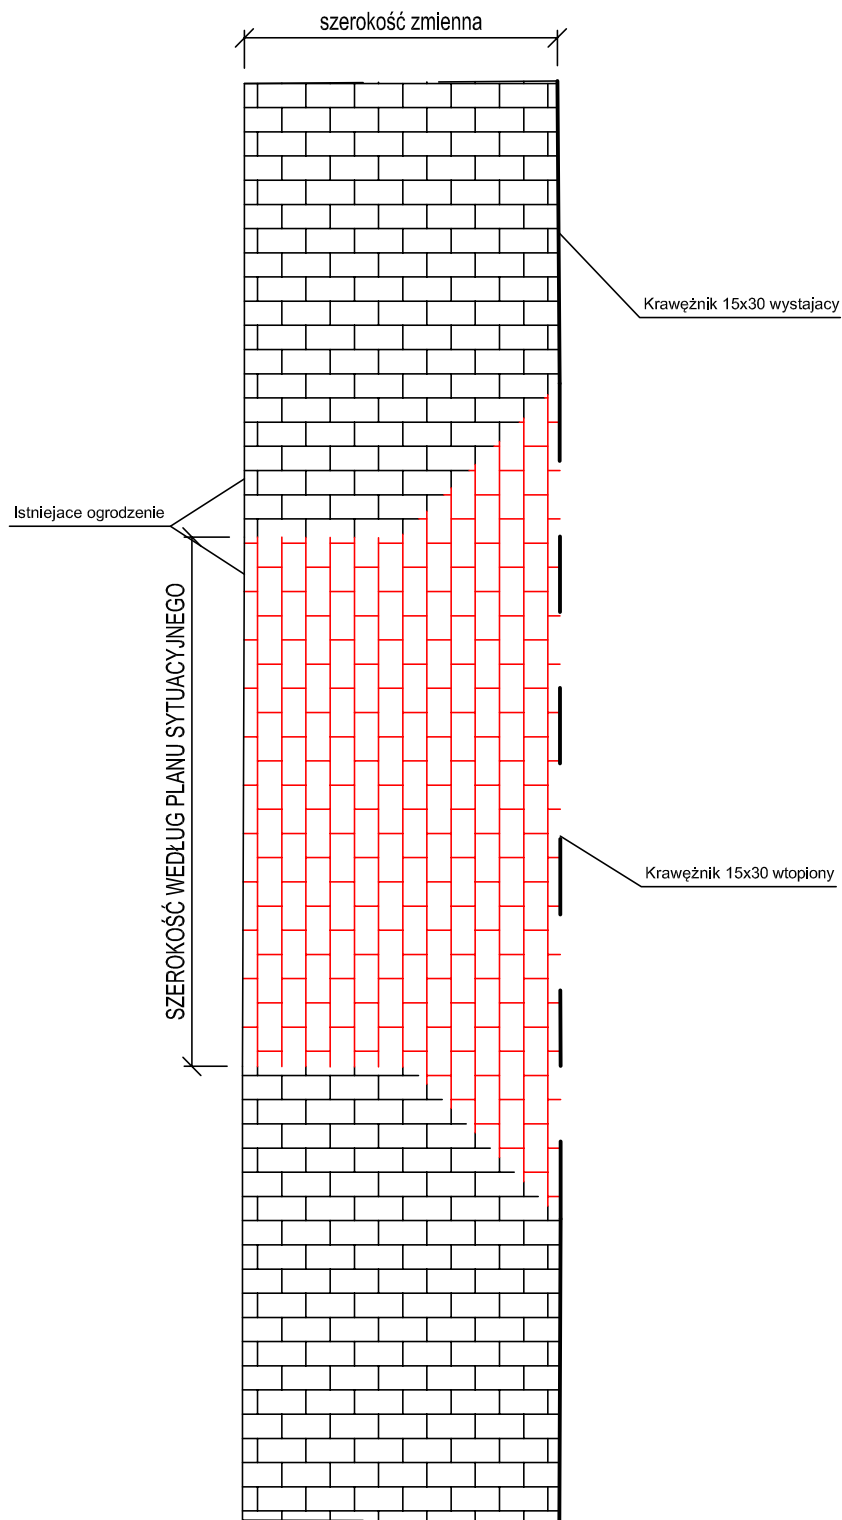 szerokość zmienna
Krawężnik 15x30 wystajacy
Istniejace ogrodzenie
SZEROKOŚĆ WEDŁUG PLANU SYTUACYJNEGO
Krawężnik 15x30 wtopiony